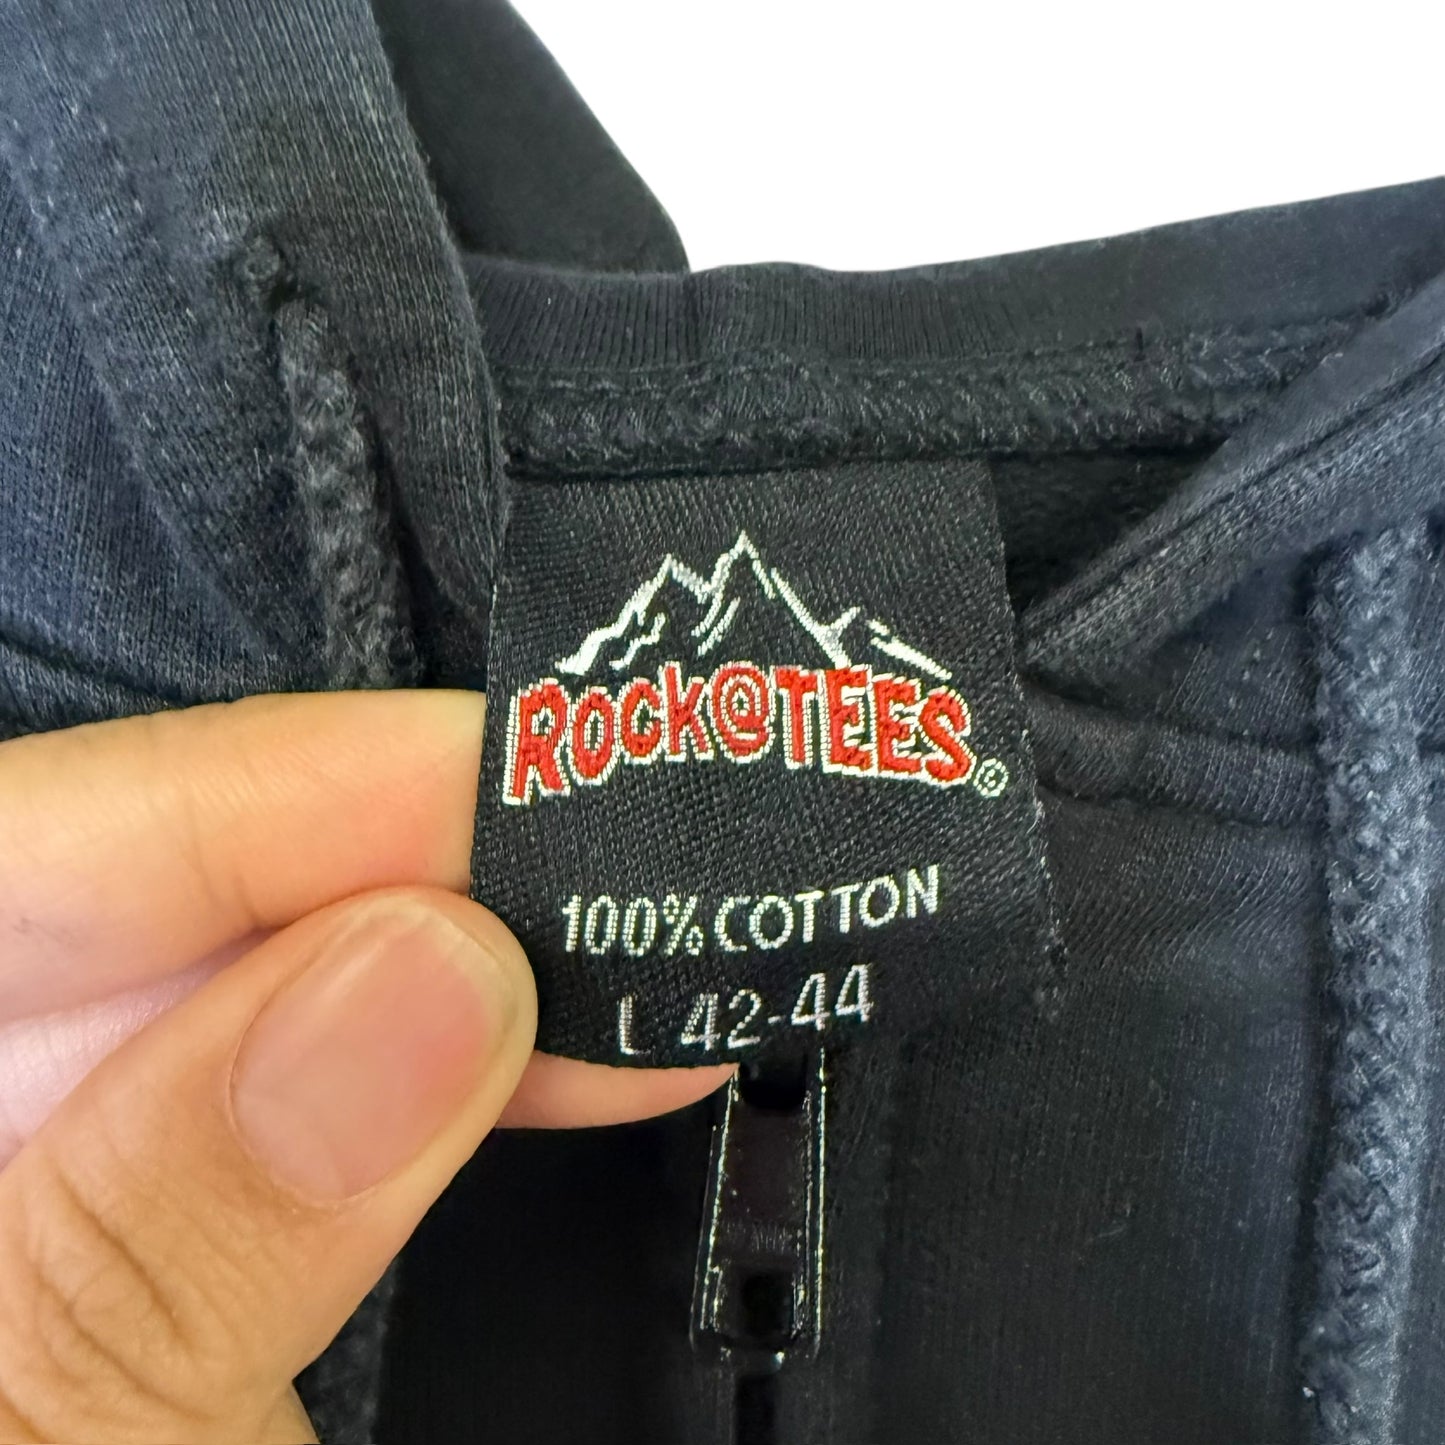 ROCK@TEES ©
100% COTTON
L 42-44